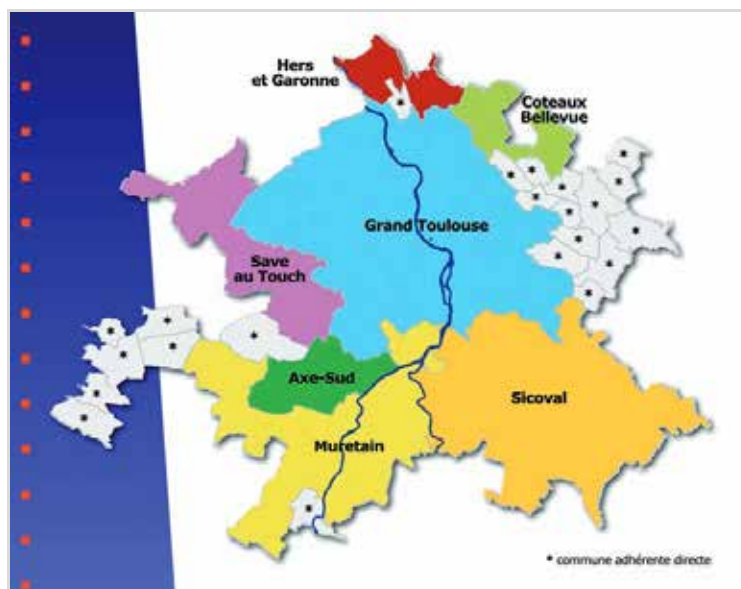 Hers
et Garonne
Coteaux
Bellevue
Grand Toulouse
Save
au Touch
Axe-Sud
Sicoval
Muretain
* commune adhérente directe